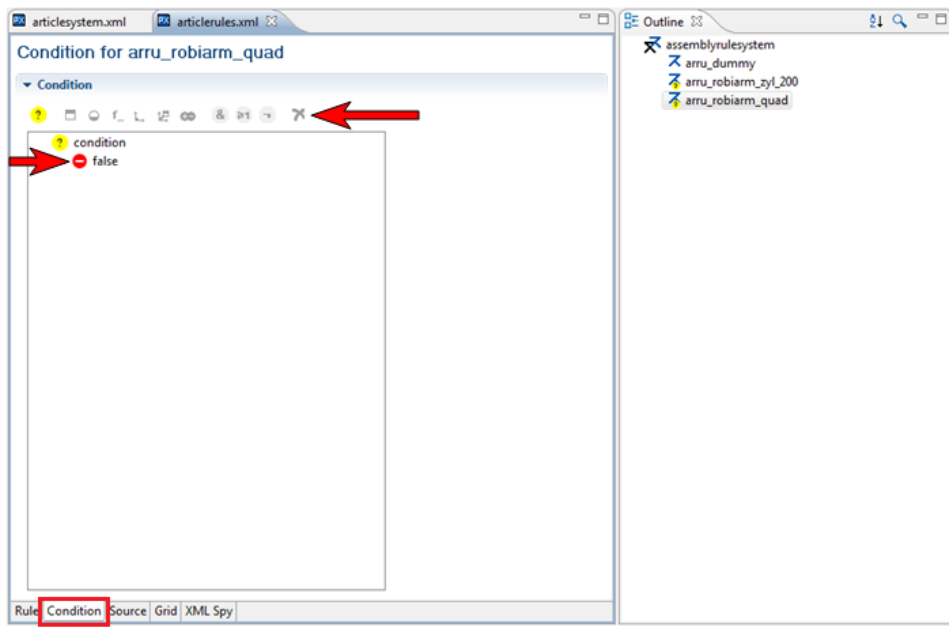 articlesystem.xml articlerules.xml
Condition for arru_robiarm_quad
Condition
condition
false
Rule Condition Source Grid XML Spy
Outline
assemblyrulesystem
arru_dummy
arru_robiarm_zyl_200
arru_robiarm_quad